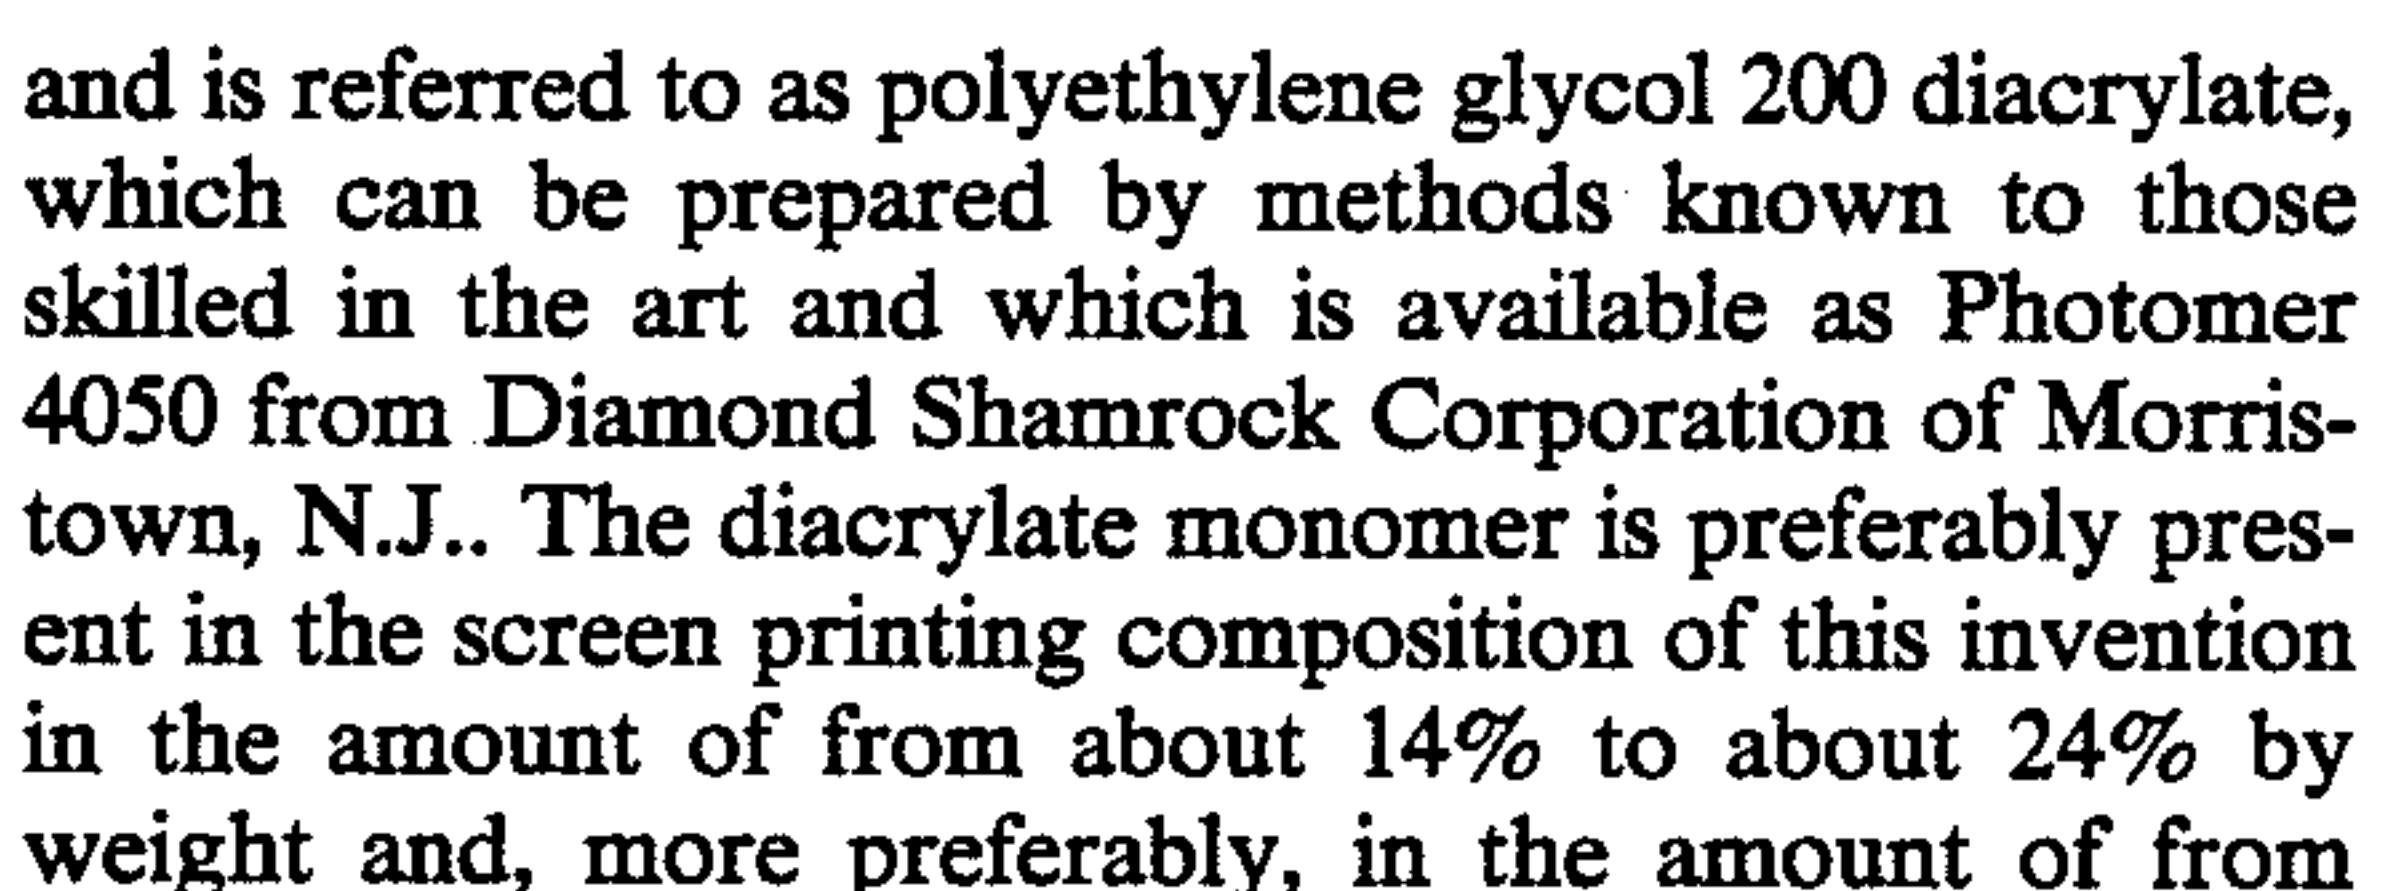 and is referred to as polyethylene glycol 200 diacrylate,
which can be prepared by methods known to those
skilled in the art and which is available as Photomer
4050 from Diamond Shamrock Corporation of Morris-
town, N.J.. The diacrylate monomer is preferably pres-
ent in the screen printing composition of this invention
in the amount of from about 14% to about 24% by
weight and, more preferably, in the amount of from